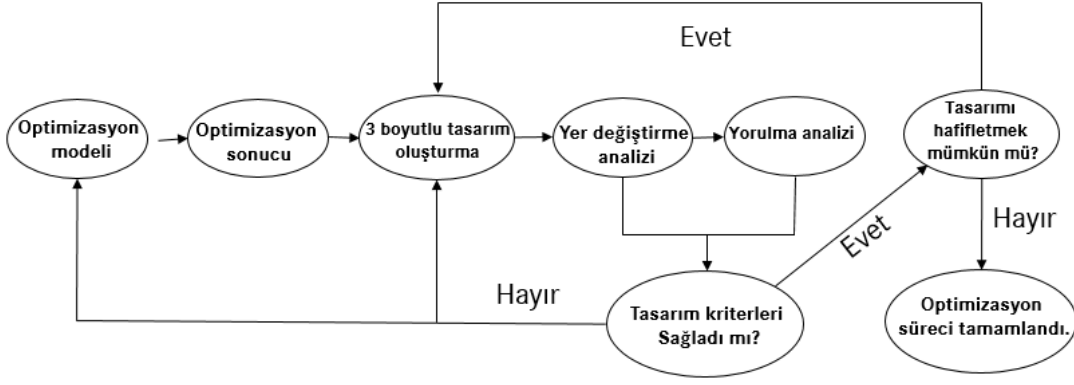 Evet
Optimizasyon
modeli
Optimizasyon
sonucu
3 boyutlu tasarım
oluşturma
Yer değiştirme
analizi
Yorulma analizi
Tasarımı
hafifletmek
mümkün mü?
Evet
Hayır
Hayır
Tasarım kriterleri
Sağladı mı?
Optimizasyon
süreci tamamlandı.